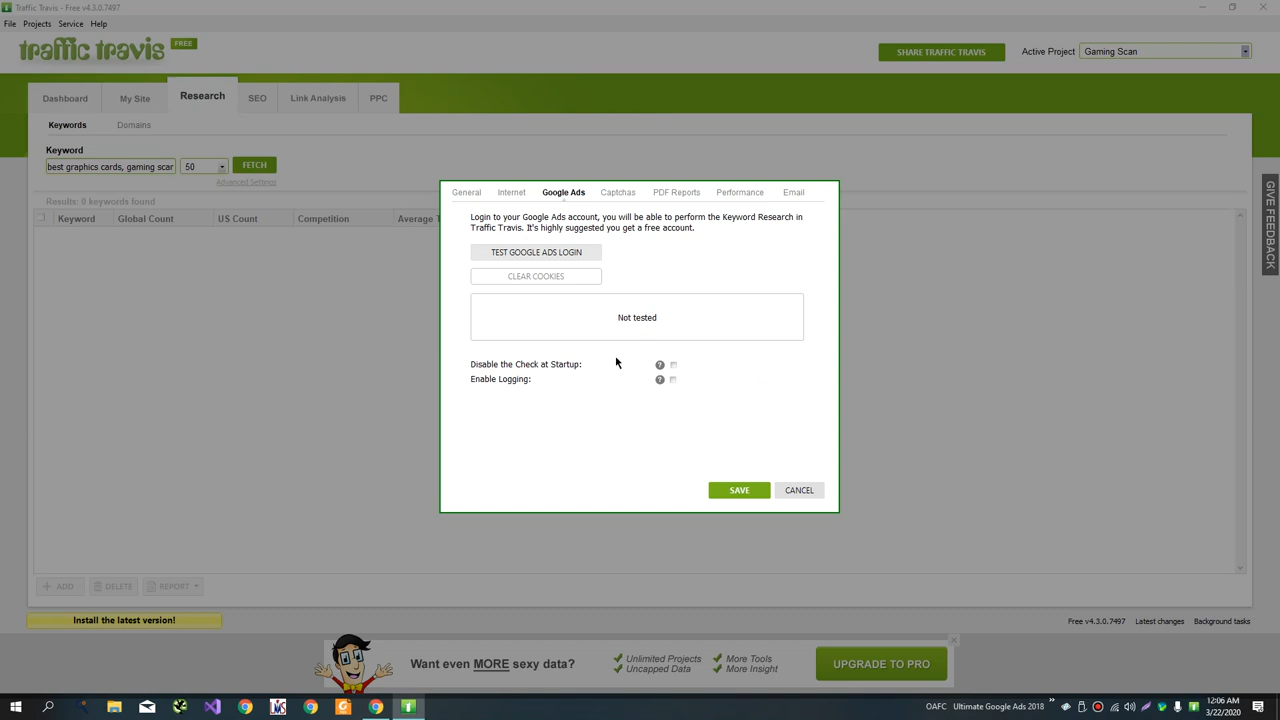 Traffic Travis - Free v4.3.0.7497
File Projects Service Help
traffic travis FREE
SHARE TRAFFIC TRAVIS
Active Project Gaming Scan
Dashboard My Site Research SEO Link Analysis PPC
Keywords Domains
Keyword
best graphics cards, gaming scan 50 FETCH
Advanced Settings
Results: 0 keywords found
Keyword Global Count US Count Competition Average T
General Internet Google Ads Captchas PDF Reports Performance Email
Login to your Google Ads account, you will be able to perform the Keyword Research in
Traffic Travis. It's highly suggested you get a free account.
TEST GOOGLE ADS LOGIN
CLEAR COOKIES
Not tested
Disable the Check at Startup: ?
Enable Logging: ?
SAVE CANCEL
GIVE FEEDBACK
+ ADD DELETE REPORT
Install the latest version!
Free v4.3.0.7497 Latest changes Background tasks
Want even MORE sexy data?
Unlimited Projects More Tools
Uncapped Data More Insight
UPGRADE TO PRO
OAFC Ultimate Google Ads 2018
12:06 AM
3/22/2020